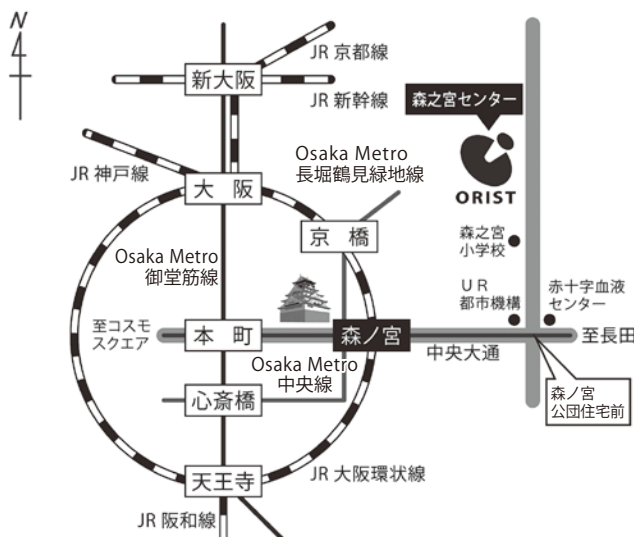 N
JR 京都線
新大阪
JR 新幹線
森之宮センター
ORIST
JR 神戸線
Osaka Metro
長堀鶴見緑地線
大 阪
京 橋
森之宮
小学校
Osaka Metro
御堂筋線
UR
都市機構
赤十字血液
センター
至コスモ
スクエア
本 町
森ノ宮
中央大通
至長田
Osaka Metro
中央線
森ノ宮
公団住宅前
心斎橋
天王寺
JR 大阪環状線
JR 阪和線